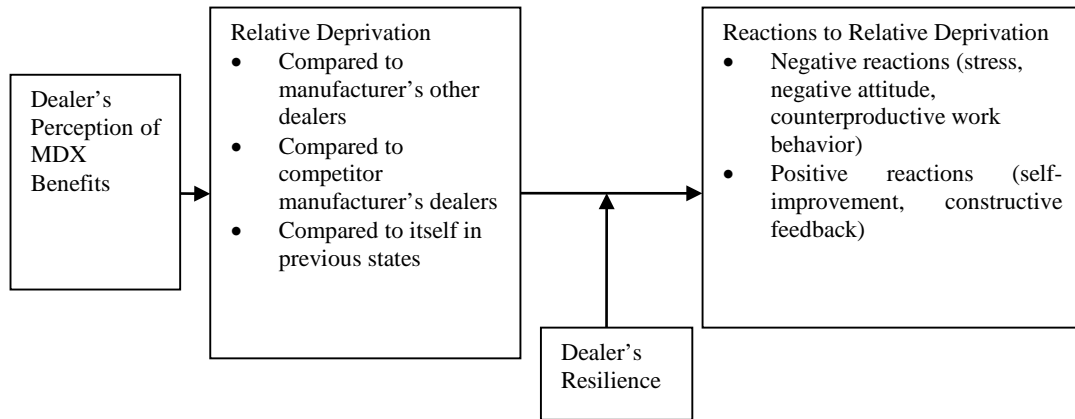 Dealer’s
Perception of
MDX
Benefits
Relative Deprivation
• Compared to
manufacturer’s other
dealers
• Compared to
competitor
manufacturer’s dealers
• Compared to itself in
previous states
Reactions to Relative Deprivation
• Negative reactions (stress,
negative attitude,
counterproductive work
behavior)
• Positive reactions (self-
improvement, constructive
feedback)
Dealer’s
Resilience